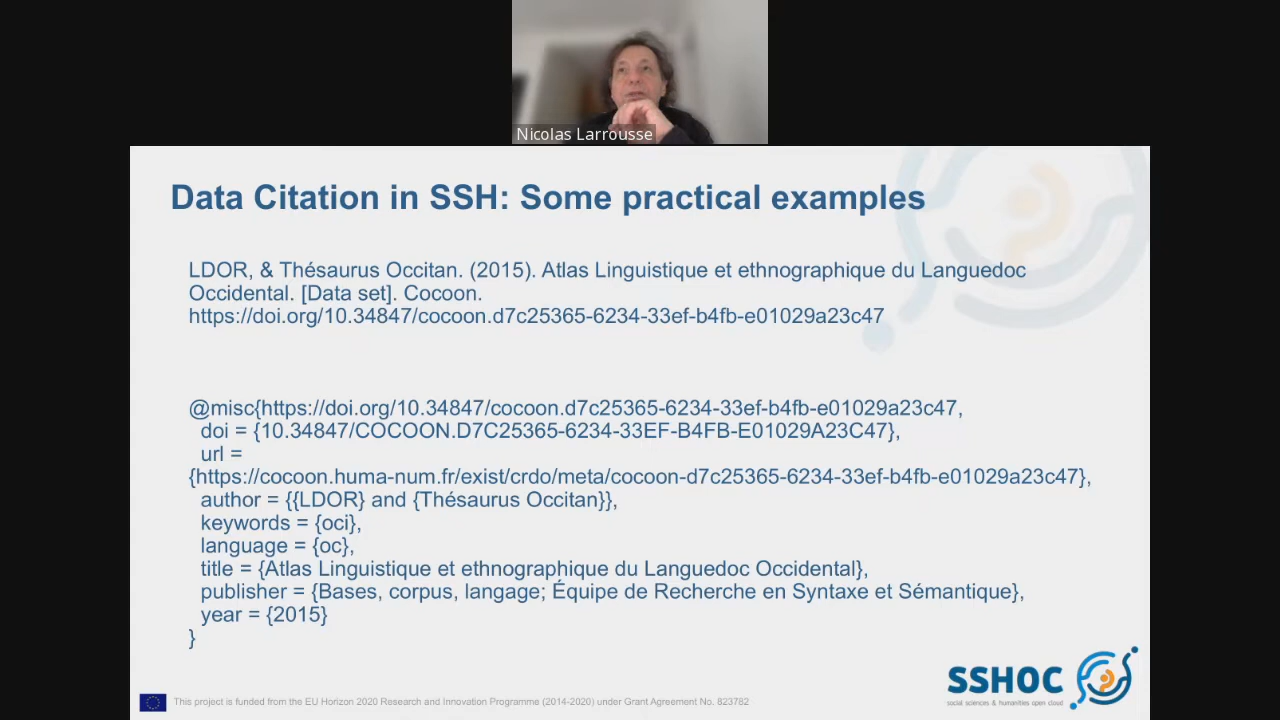 Nicolas Larrousse
Data Citation in SSH: Some practical examples
LDOR, & Thésaurus Occitan. (2015). Atlas Linguistique et ethnographique du Languedoc
Occidental. [Data set]. Cocoon.
https://doi.org/10.34847/cocoon.d7c25365-6234-33ef-b4fb-e01029a23c47
@misc{https://doi.org/10.34847/cocoon.d7c25365-6234-33ef-b4fb-e01029a23c47,
doi = {10.34847/COCOON.D7C25365-6234-33EF-B4FB-E01029A23C47},
url =
{https://cocoon.huma-num.fr/exist/crdo/meta/cocoon-d7c25365-6234-33ef-b4fb-e01029a23c47},
author = {{LDOR} and {Thésaurus Occitan}},
keywords = {oci},
language = {oc},
title = {Atlas Linguistique et ethnographique du Languedoc Occidental},
publisher = {Bases, corpus, langage; Équipe de Recherche en Syntaxe et Sémantique},
year = {2015}
}
SSHOC
social sciences & humanities open cloud
This project is funded from the EU Horizon 2020 Research and Innovation Programme (2014-2020) under Grant Agreement No. 823782